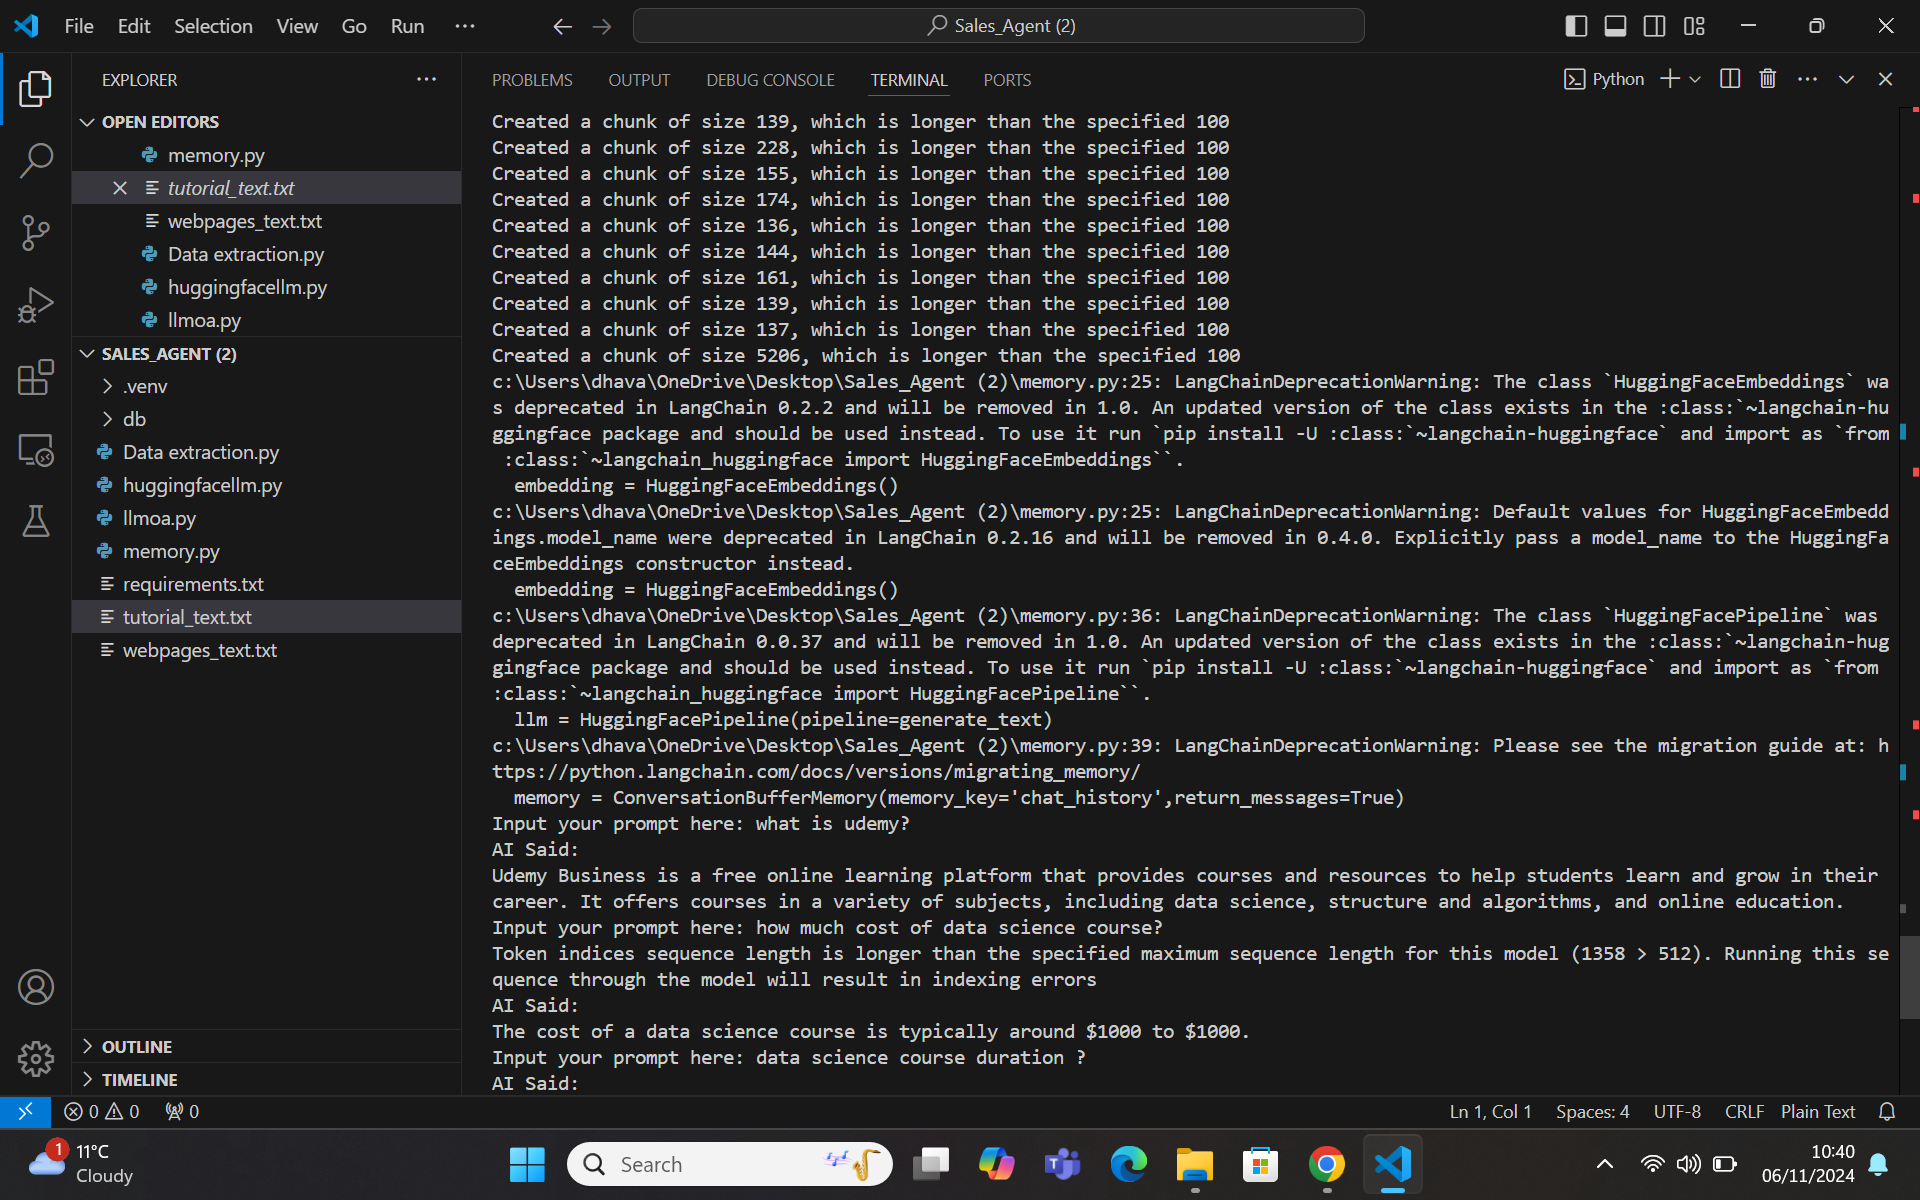 File Edit Selection View Go Run ···
Sales_Agent (2)
EXPLORER
OPEN EDITORS
memory.py
tutorial_text.txt
webpages_text.txt
Data extraction.py
huggingfacellm.py
llmoa.py
SALES_AGENT (2)
.venv
db
Data extraction.py
huggingfacellm.py
llmoa.py
memory.py
requirements.txt
tutorial_text.txt
webpages_text.txt
OUTLINE
TIMELINE
PROBLEMS OUTPUT DEBUG CONSOLE TERMINAL PORTS
Python
Created a chunk of size 139, which is longer than the specified 100
Created a chunk of size 228, which is longer than the specified 100
Created a chunk of size 155, which is longer than the specified 100
Created a chunk of size 174, which is longer than the specified 100
Created a chunk of size 136, which is longer than the specified 100
Created a chunk of size 144, which is longer than the specified 100
Created a chunk of size 161, which is longer than the specified 100
Created a chunk of size 139, which is longer than the specified 100
Created a chunk of size 137, which is longer than the specified 100
Created a chunk of size 5206, which is longer than the specified 100
c:\Users\dhava\OneDrive\Desktop\Sales_Agent (2)\memory.py:25: LangChainDeprecationWarning: The class `HuggingFaceEmbeddings` wa
s deprecated in LangChain 0.2.2 and will be removed in 1.0. An updated version of the class exists in the :class:`~langchain-hu
ggingface package and should be used instead. To use it run `pip install -U :class:`~langchain-huggingface` and import as `from
 :class:`~langchain_huggingface import HuggingFaceEmbeddings``.
  embedding = HuggingFaceEmbeddings()
c:\Users\dhava\OneDrive\Desktop\Sales_Agent (2)\memory.py:25: LangChainDeprecationWarning: Default values for HuggingFaceEmbedd
ings.model_name were deprecated in LangChain 0.2.16 and will be removed in 0.4.0. Explicitly pass a model_name to the HuggingFa
ceEmbeddings constructor instead.
  embedding = HuggingFaceEmbeddings()
c:\Users\dhava\OneDrive\Desktop\Sales_Agent (2)\memory.py:36: LangChainDeprecationWarning: The class `HuggingFacePipeline` was
deprecated in LangChain 0.0.37 and will be removed in 1.0. An updated version of the class exists in the :class:`~langchain-hug
gingface package and should be used instead. To use it run `pip install -U :class:`~langchain-huggingface` and import as `from
:class:`~langchain_huggingface import HuggingFacePipeline``.
  llm = HuggingFacePipeline(pipeline=generate_text)
c:\Users\dhava\OneDrive\Desktop\Sales_Agent (2)\memory.py:39: LangChainDeprecationWarning: Please see the migration guide at: h
ttps://python.langchain.com/docs/versions/migrating_memory/
  memory = ConversationBufferMemory(memory_key='chat_history',return_messages=True)
Input your prompt here: what is udemy?
AI Said:
Udemy Business is a free online learning platform that provides courses and resources to help students learn and grow in their
career. It offers courses in a variety of subjects, including data science, structure and algorithms, and online education.
Input your prompt here: how much cost of data science course?
Token indices sequence length is longer than the specified maximum sequence length for this model (1358 > 512). Running this se
quence through the model will result in indexing errors
AI Said:
The cost of a data science course is typically around $1000 to $1000.
Input your prompt here: data science course duration ?
AI Said:
0 0 0 Ln 1, Col 1 Spaces: 4 UTF-8 CRLF Plain Text
1 11°C
Cloudy
Search
10:40
06/11/2024